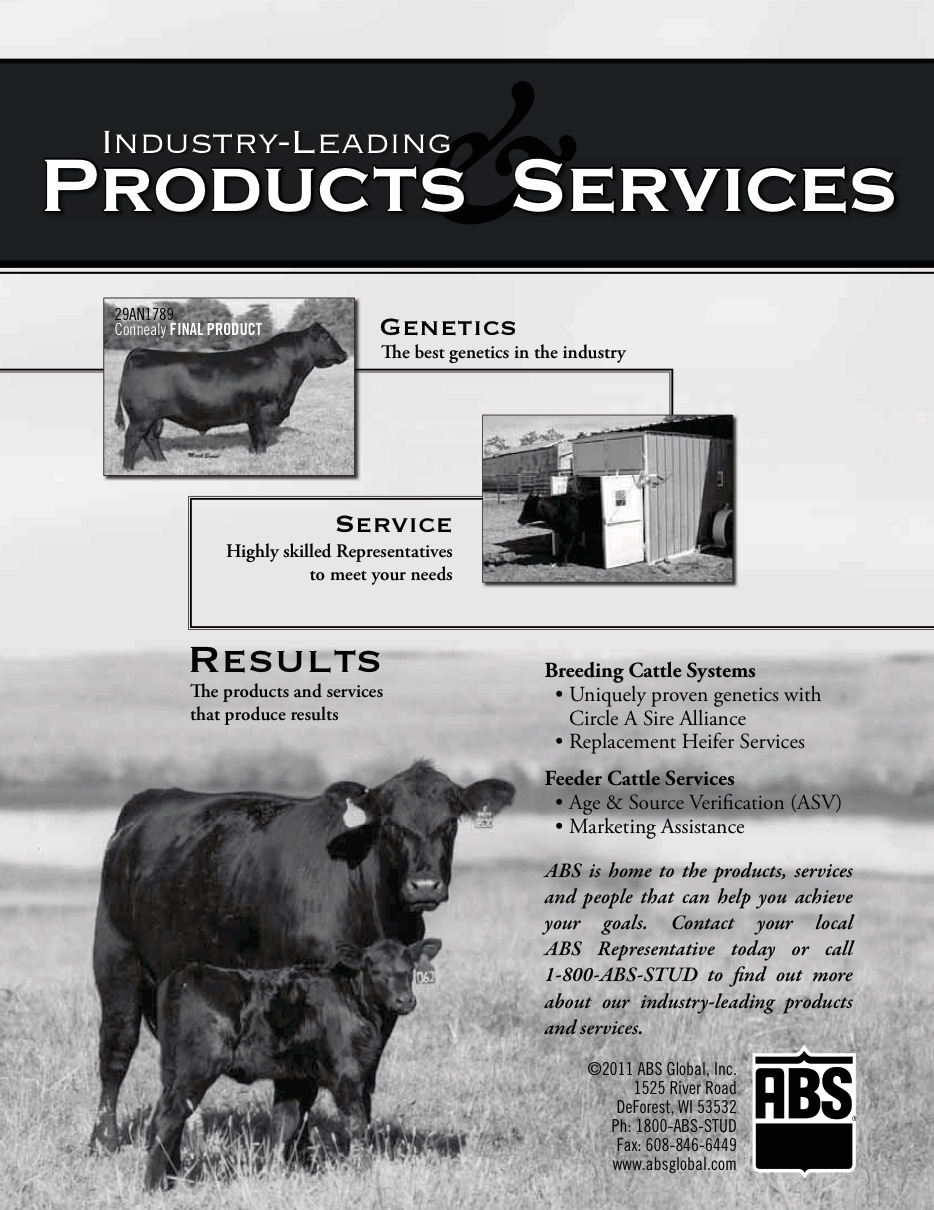 INDUSTRY-LEADING
PRODUCTS & SERVICES
29AN1789
Connealy FINAL PRODUCT
GENETICS
The best genetics in the industry
SERVICE
Highly skilled Representatives
to meet your needs
RESULTS
The products and services
that produce results
Breeding Cattle Systems
• Uniquely proven genetics with
Circle A Sire Alliance
• Replacement Heifer Services
Feeder Cattle Services
• Age & Source Verification (ASV)
• Marketing Assistance
ABS is home to the products, services
and people that can help you achieve
your goals. Contact your local
ABS Representative today or call
1-800-ABS-STUD to find out more
about our industry-leading products
and services.
©2011 ABS Global, Inc.
1525 River Road
DeForest, WI 53532
Ph: 1800-ABS-STUD
Fax: 608-846-6449
www.absglobal.com
ABS®